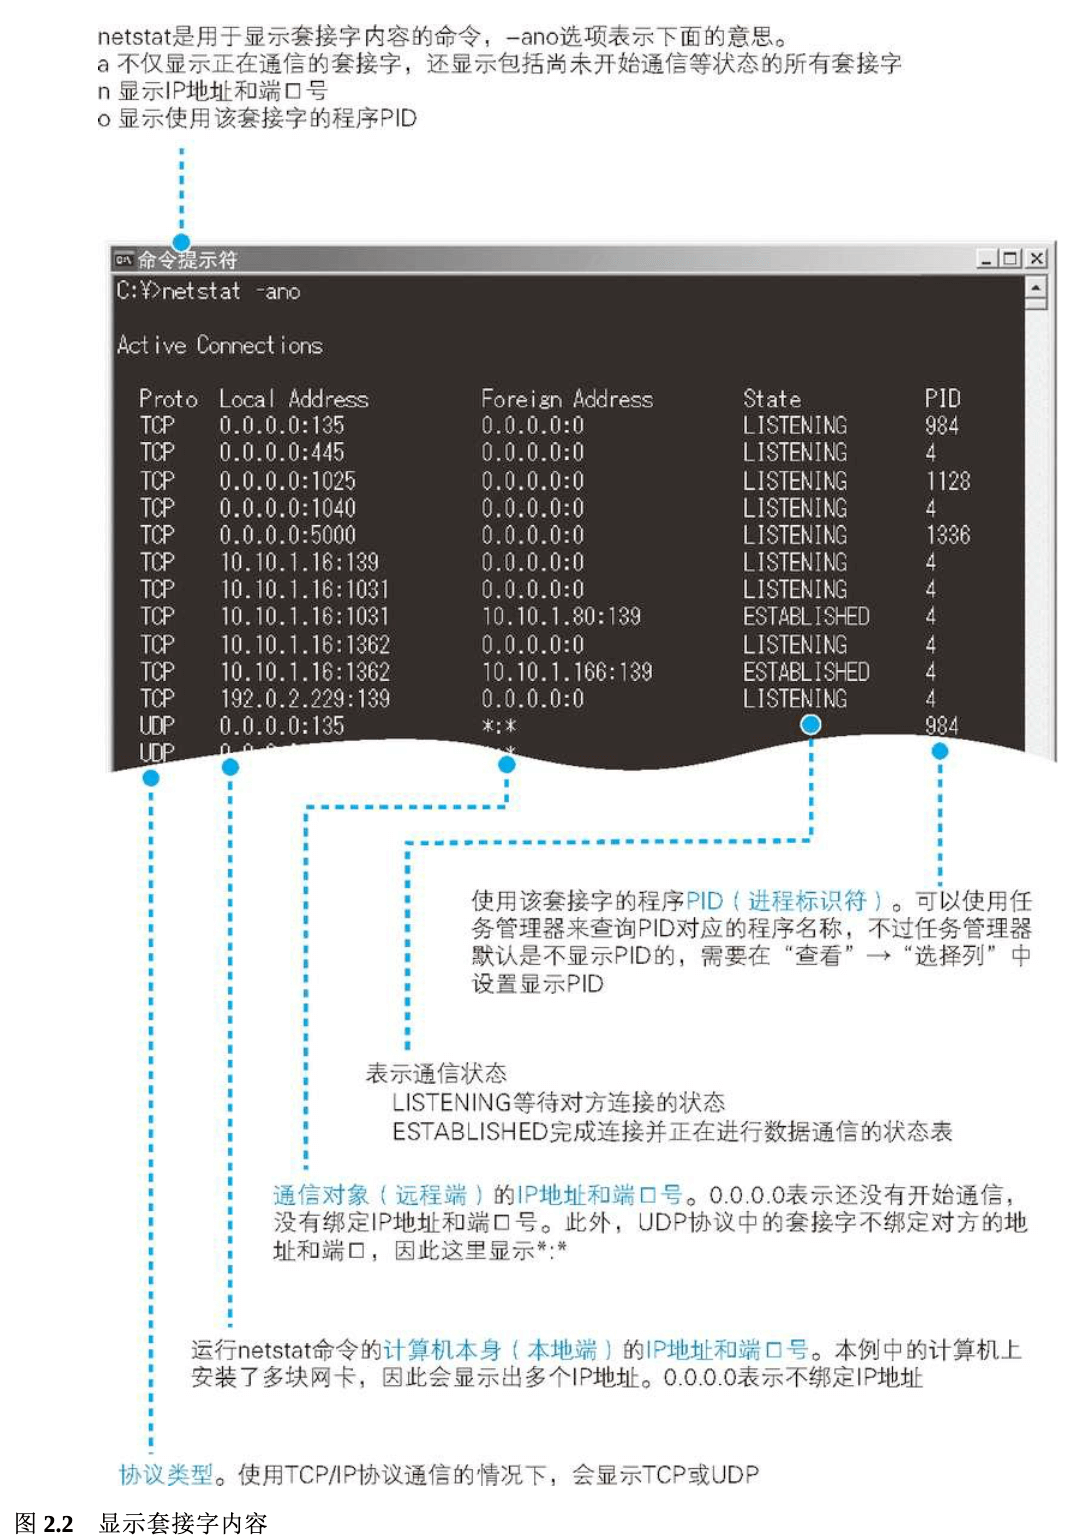 netstat是用于显示套接字内容的命令，–ano选项表示下面的意思。
a 不仅显示正在通信的套接字，还显示包括尚未开始通信等状态的所有套接字
n 显示IP地址和端口号
o 显示使用该套接字的程序PID
命令提示符
C:¥>netstat -ano
Active Connections
Proto Local Address Foreign Address State PID
TCP 0.0.0.0:135 0.0.0.0:0 LISTENING 984
TCP 0.0.0.0:445 0.0.0.0:0 LISTENING 4
TCP 0.0.0.0:1025 0.0.0.0:0 LISTENING 1128
TCP 0.0.0.0:1040 0.0.0.0:0 LISTENING 4
TCP 0.0.0.0:5000 0.0.0.0:0 LISTENING 1336
TCP 10.10.1.16:139 0.0.0.0:0 LISTENING 4
TCP 10.10.1.16:1031 0.0.0.0:0 LISTENING 4
TCP 10.10.1.16:1031 10.10.1.80:139 ESTABLISHED 4
TCP 10.10.1.16:1362 0.0.0.0:0 LISTENING 4
TCP 10.10.1.16:1362 10.10.1.166:139 ESTABLISHED 4
TCP 192.0.2.229:139 0.0.0.0:0 LISTENING 4
UDP 0.0.0.0:135 *:* 984
UDP
使用该套接字的程序PID（进程标识符）。可以使用任
务管理器来查询PID对应的程序名称，不过任务管理器
默认是不显示PID的，需要在“查看”→“选择列”中
设置显示PID
表示通信状态
LISTENING等待对方连接的状态
ESTABLISHED完成连接并正在进行数据通信的状态表
通信对象（远程端）的IP地址和端口号。0.0.0.0表示还没有开始通信，
没有绑定IP地址和端口号。此外，UDP协议中的套接字不绑定对方的地
址和端口，因此这里显示*:*
运行netstat命令的计算机本身（本地端）的IP地址和端口号。本例中的计算机上
安装了多块网卡，因此会显示出多个IP地址。0.0.0.0表示不绑定IP地址
协议类型。使用TCP/IP协议通信的情况下，会显示TCP或UDP
图 2.2 显示套接字内容